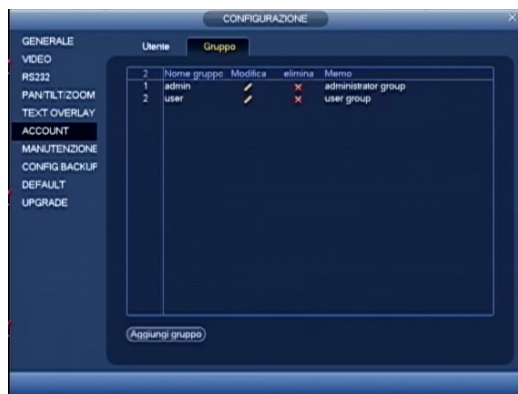 CONFIGURAZIONE
GENERALE
VIDEO
RS232
PAN/TILT/ZOOM
TEXT OVERLAY
ACCOUNT
MANUTENZIONE
CONFIG BACKUP
DEFAULT
UPGRADE
Utente Gruppo
2 Nome gruppo Modifica elimina Memo
1 admin administrator group
2 user user group
Aggiungi gruppo